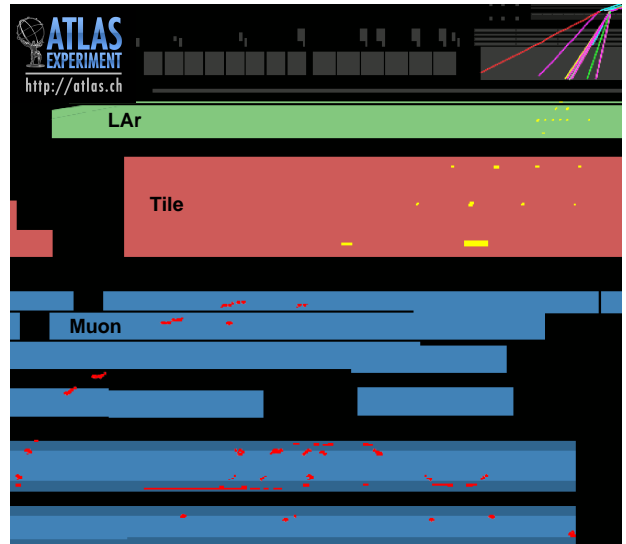 ATLAS
EXPERIMENT
http://atlas.ch
LAr
Tile
Muon